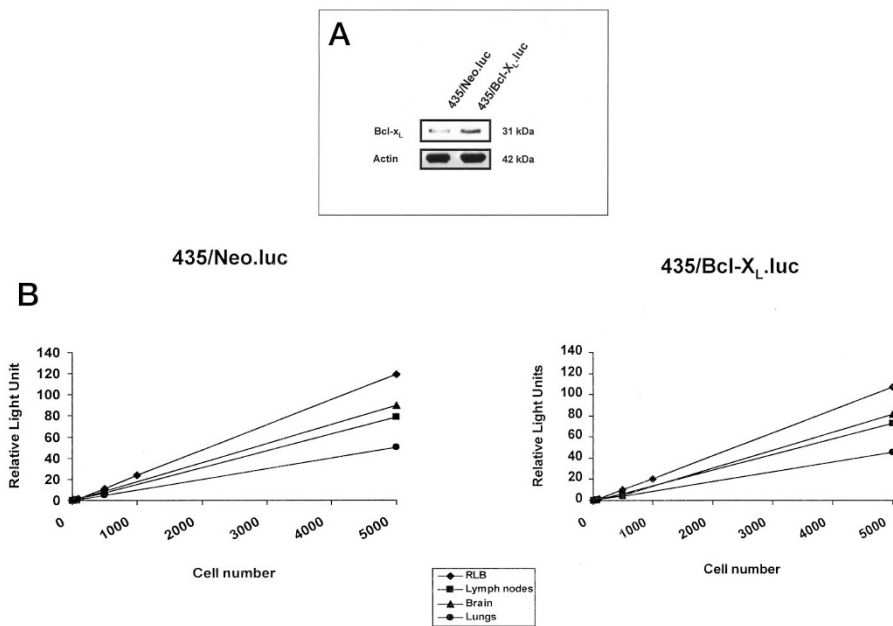 A
435/Neo.luc
435/Bcl-XL.luc
Bcl-xL
31 kDa
Actin
42 kDa
435/Neo.luc
435/Bcl-XL.luc
B
Relative Light Unit
140
120
100
80
60
40
20
0
0
1000
2000
3000
4000
5000
Cell number
Relative Light Units
140
120
100
80
60
40
20
0
0
1000
2000
3000
4000
5000
Cell number
RLB
Lymph nodes
Brain
Lungs